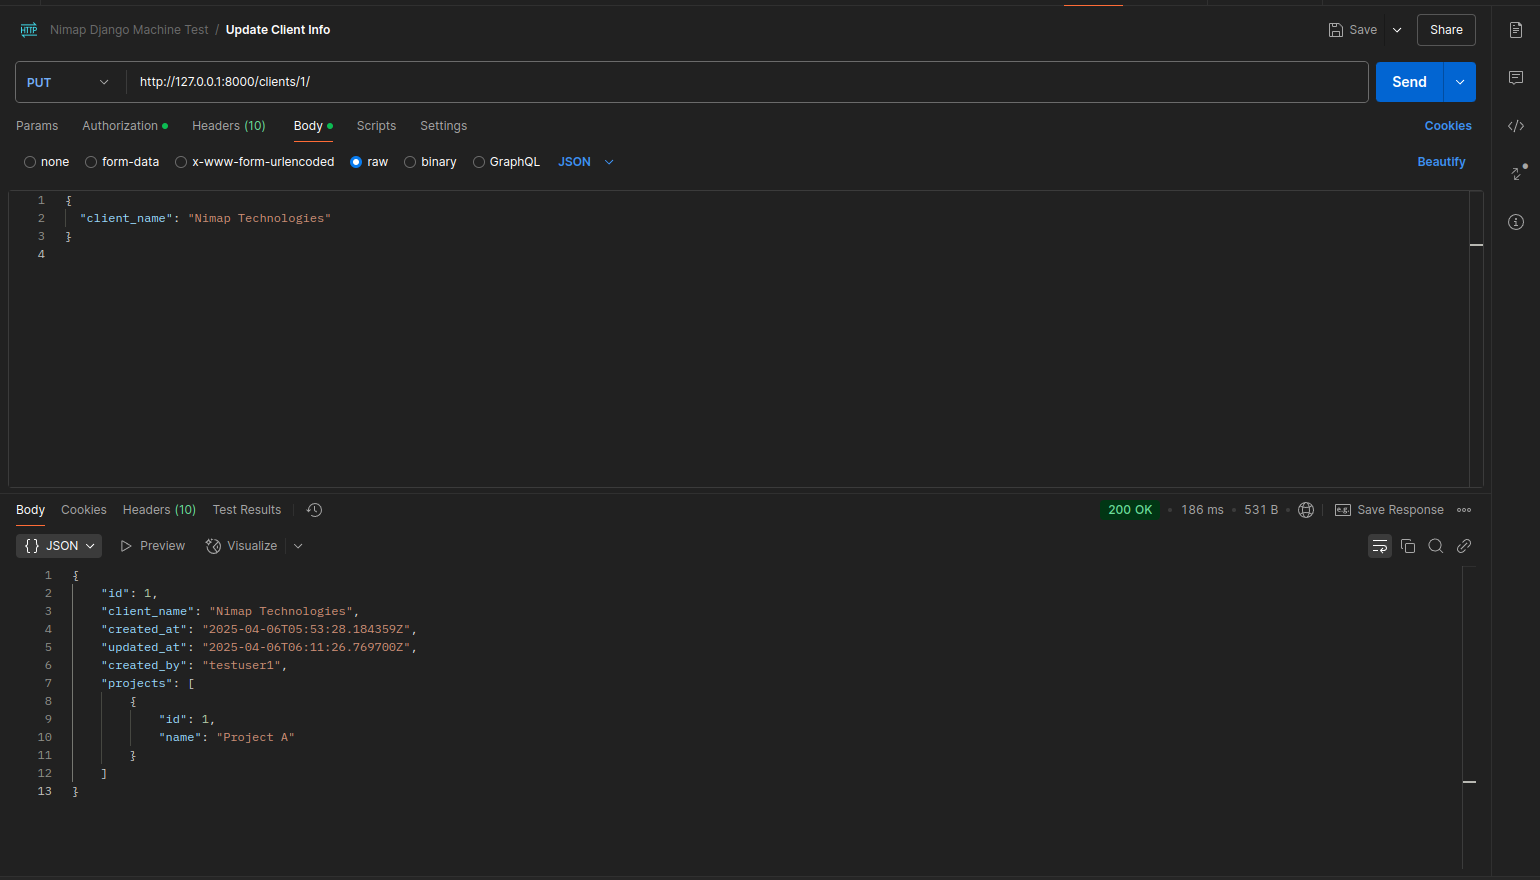 HTTP Nimap Django Machine Test / Update Client Info Save Share
PUT http://127.0.0.1:8000/clients/1/ Send
Params Authorization Headers (10) Body Scripts Settings Cookies
none form-data x-www-form-urlencoded raw binary GraphQL JSON Beautify
1 {
2 "client_name": "Nimap Technologies"
3 }
4
Body Cookies Headers (10) Test Results 200 OK • 186 ms • 531 B • e.g. Save Response
{} JSON Preview Visualize
1 {
2 "id": 1,
3 "client_name": "Nimap Technologies",
4 "created_at": "2025-04-06T05:53:28.184359Z",
5 "updated_at": "2025-04-06T06:11:26.769700Z",
6 "created_by": "testuser1",
7 "projects": [
8 {
9 "id": 1,
10 "name": "Project A"
11 }
12 ]
13 }